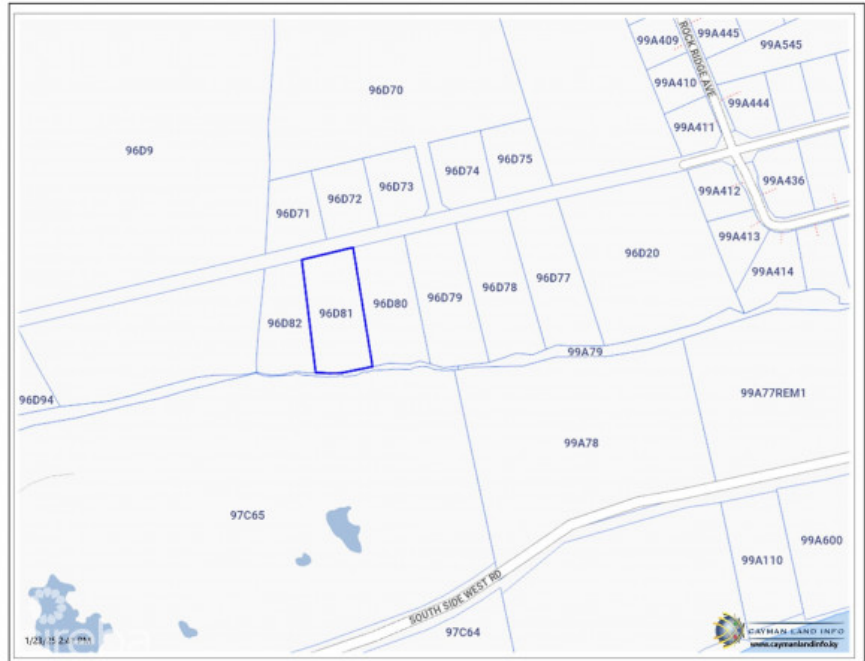 99A409
99A445
99A545
ROCK RIDGE AVE
99A410
96D70
99A444
96D9
99A411
96D74
96D75
96D73
96D72
96D71
99A412
99A436
99A413
96D20
99A414
96D77
96D78
96D79
96D80
96D81
96D82
99A79
96D94
99A77REM1
99A78
97C65
99A600
99A110
SOUTH SIDE WEST RD
97C64
CAYMAN LAND INFO
www.caymanlandinfo.ky